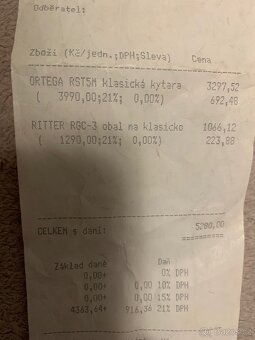 Odběratel:
Zboží (Kč/jedn.;DPH;Sleva) Cena
ORTEGA RST5M klasická kytara 3297,52
( 3990,00;21%; 0,00%) 692,48
RITTER RGC-3 obal na klasicko 1066,12
( 1290,00;21%; 0,00%) 223,88
CELKEM s daní: 5280,00
Základ daně Daň
0,00+ 0% DPH
0,00+ 0,00 10% DPH
0,00+ 0,00 15% DPH
4363,64+ 916,36 21% DPH